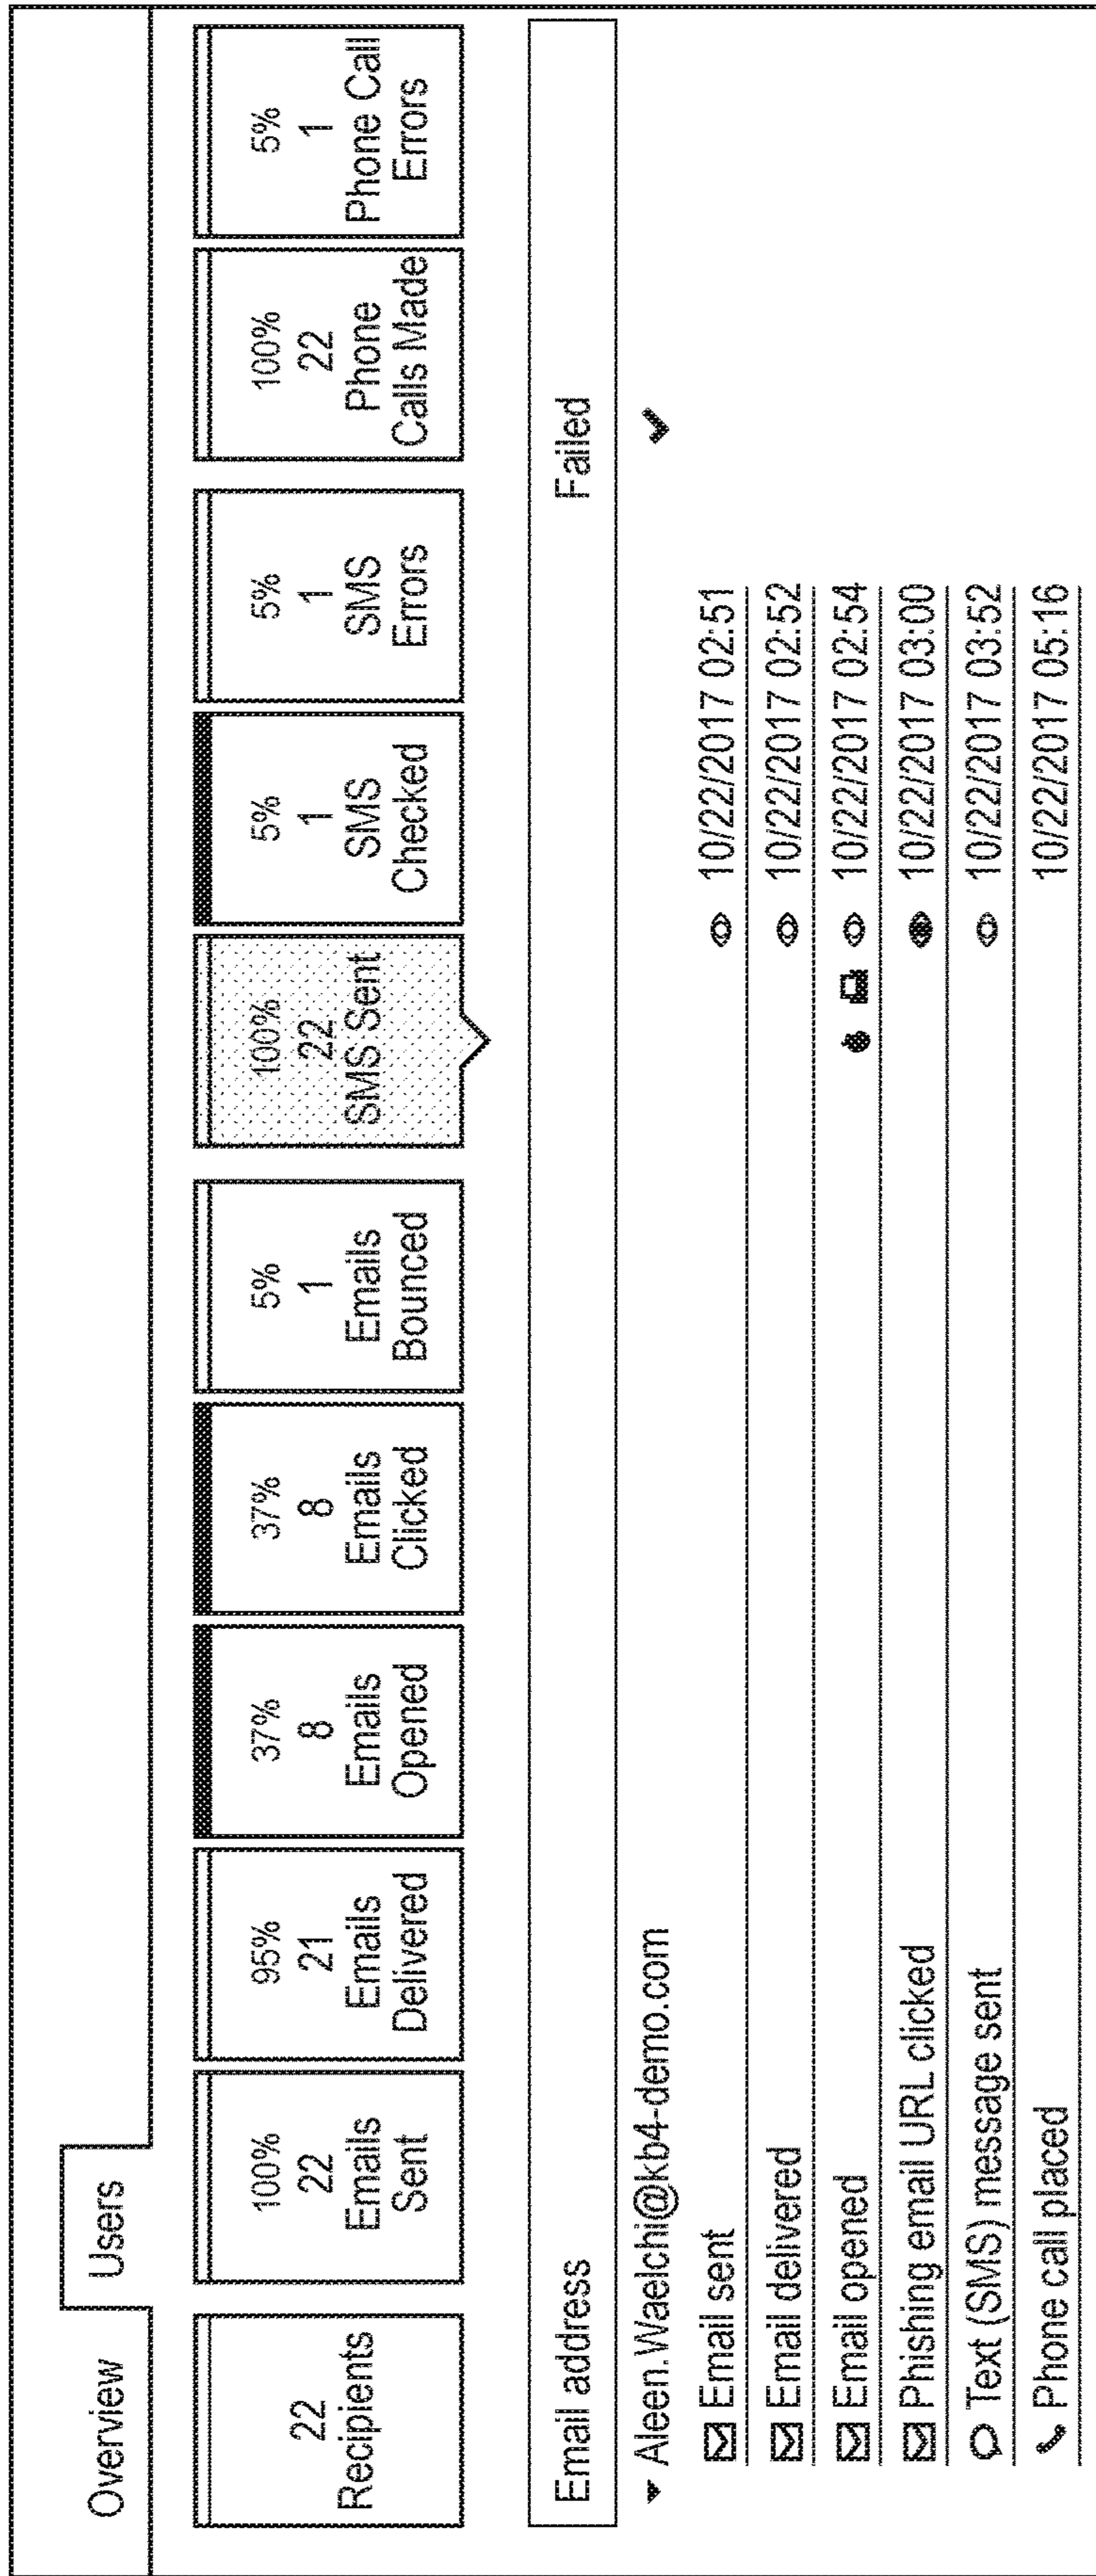 Overview
Users
22
Recipients
100%
22
Emails
Sent
95%
21
Emails
Delivered
37%
8
Emails
Opened
37%
8
Emails
Clicked
5%
1
Emails
Bounced
100%
22
SMS Sent
5%
1
SMS
Checked
5%
1
SMS
Errors
100%
22
Phone
Calls Made
5%
1
Phone Call
Errors
Email address Failed
Aleen.Waelchi@kb4-demo.com
Email sent 10/22/2017 02:51
Email delivered 10/22/2017 02:52
Email opened 10/22/2017 02:54
Phishing email URL clicked 10/22/2017 03:00
Text (SMS) message sent 10/22/2017 03:52
Phone call placed 10/22/2017 05:16